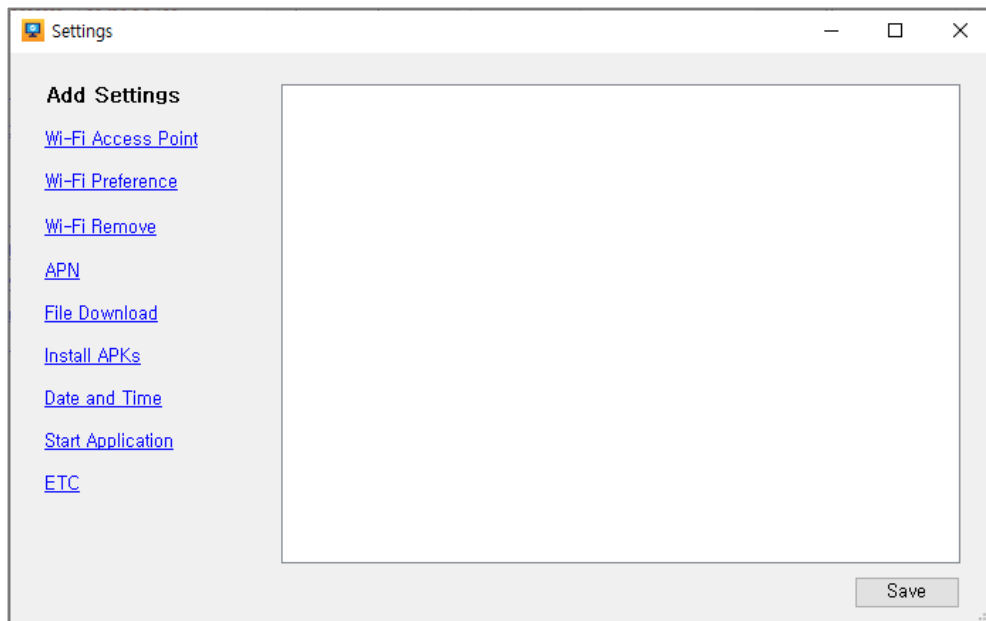 Settings
Add Settings
Wi-Fi Access Point
Wi-Fi Preference
Wi-Fi Remove
APN
File Download
Install APKs
Date and Time
Start Application
ETC
Save